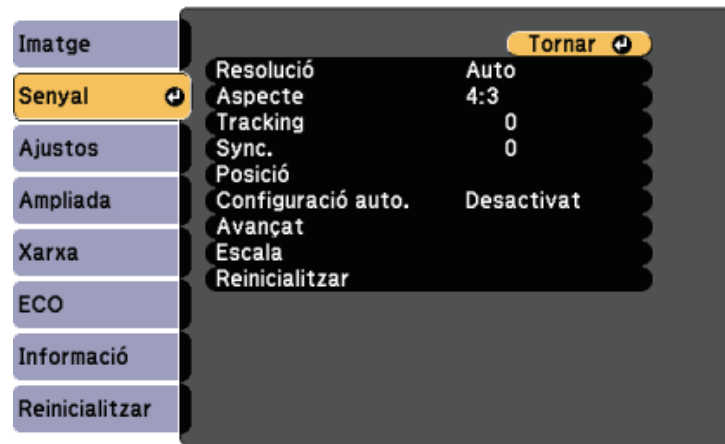 Imatge
Senyal
Ajustos
Ampliada
Xarxa
ECO
Informació
Reinicialitzar
Tornar
Resolució Auto
Aspecte 4:3
Tracking 0
Sync. 0
Posició
Configuració auto. Desactivat
Avançat
Escala
Reinicialitzar